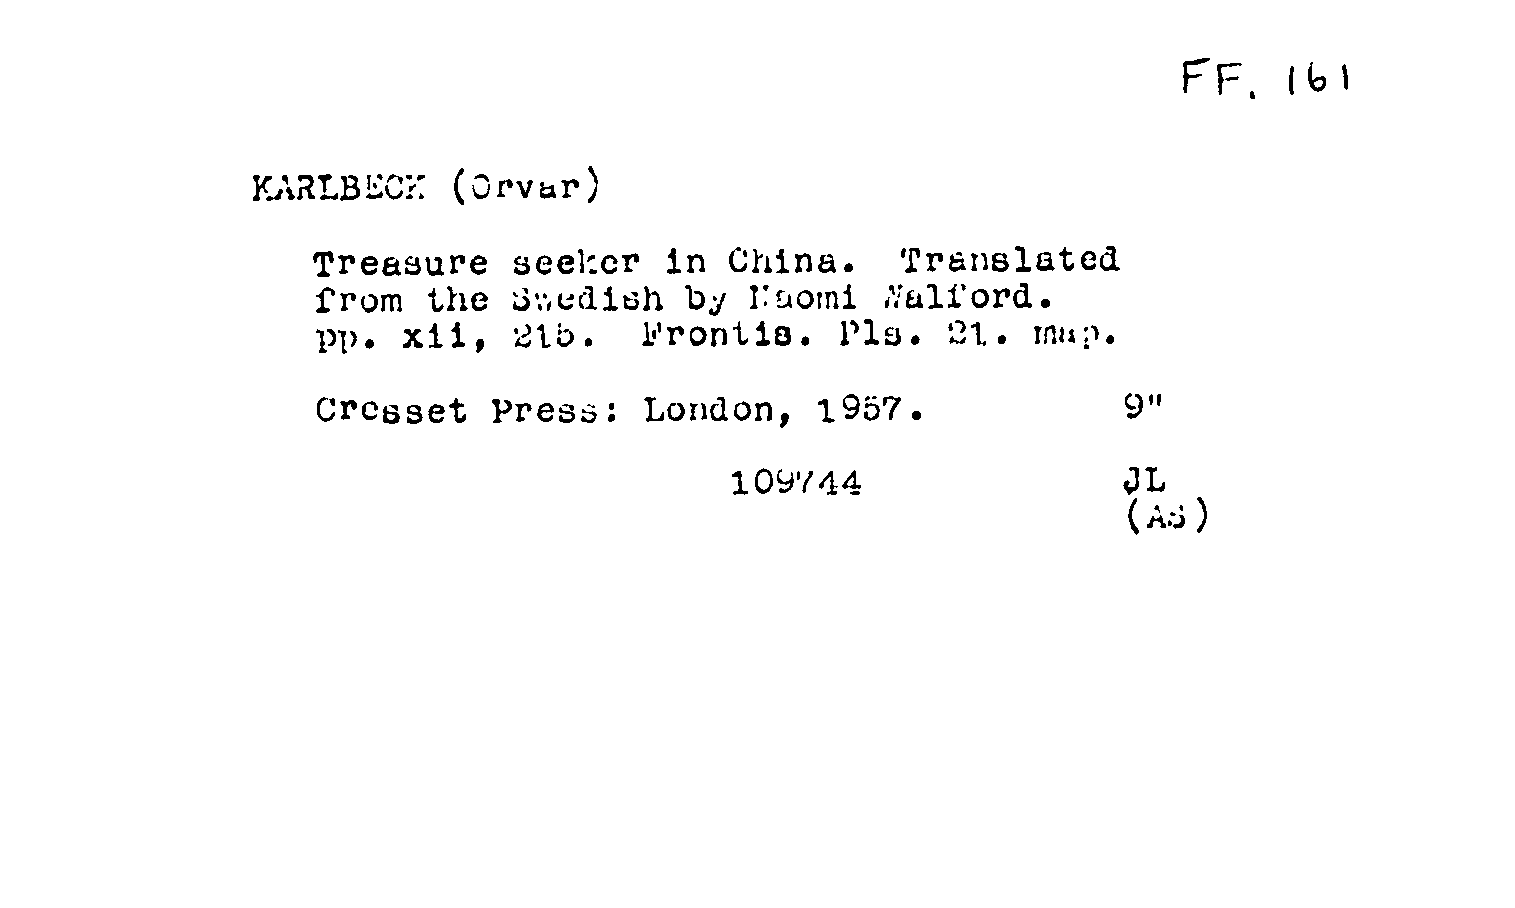 FF. 161
KARLBECK (Orvar)
Treasure seeker in China. Translated
from the Swedish by Naomi Walford.
pp. xii, 215. Frontis. Pls. 21. map.
Cresset Press: London, 1957. 9"
109744 JL
(AS)